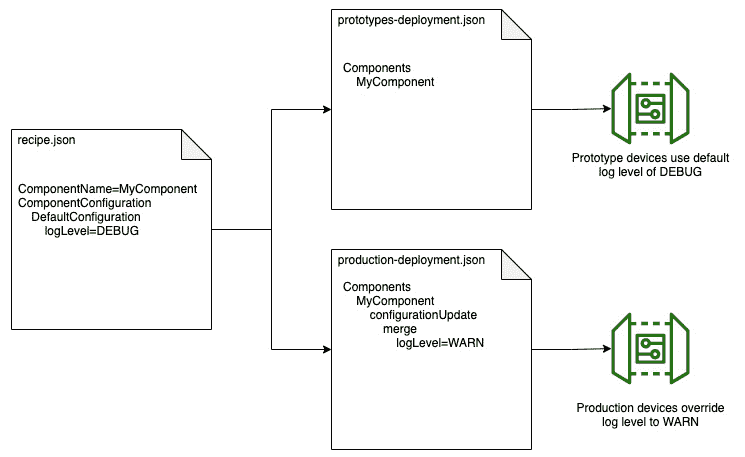 recipe.json
ComponentName=MyComponent
ComponentConfiguration
DefaultConfiguration
logLevel=DEBUG
prototypes-deployment.json
Components
MyComponent
Prototype devices use default
log level of DEBUG
production-deployment.json
Components
MyComponent
configurationUpdate
merge
logLevel=WARN
Production devices override
log level to WARN